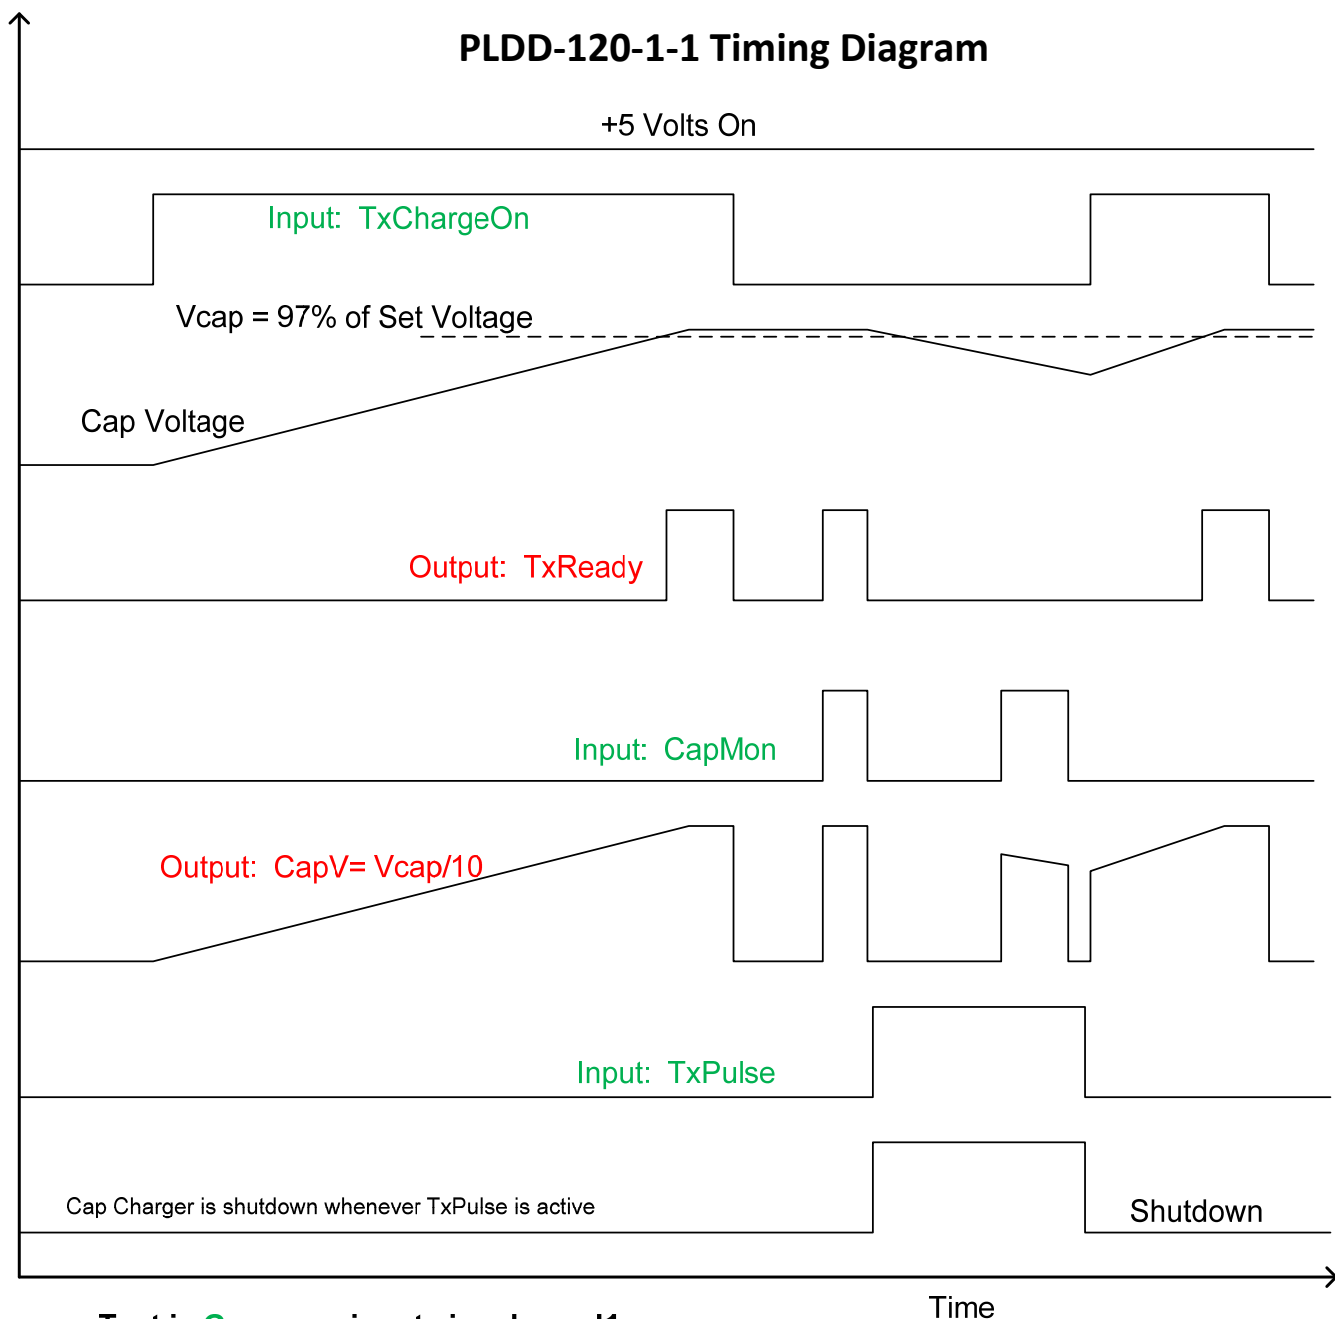 PLDD-120-1-1 Timing Diagram
+5 Volts On
Input: TxChargeOn
Vcap = 97% of Set Voltage
Cap Voltage
Output: TxReady
Input: CapMon
Output: CapV= Vcap/10
Input: TxPulse
Cap Charger is shutdown whenever TxPulse is active
Shutdown
Time